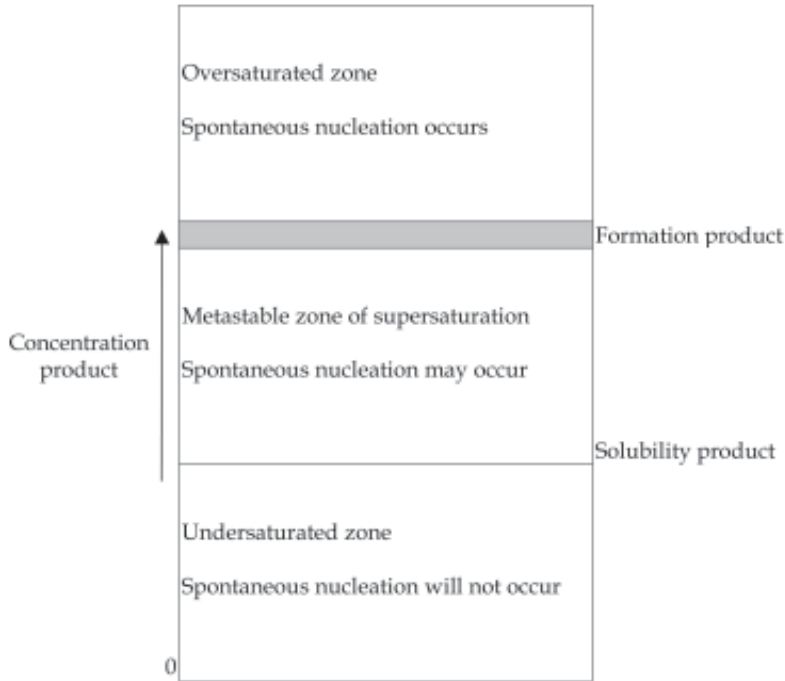 Oversaturated zone
Spontaneous nucleation occurs
Formation product
Metastable zone of supersaturation
Concentration
product
Spontaneous nucleation may occur
Solubility product
Undersaturated zone
Spontaneous nucleation will not occur
0